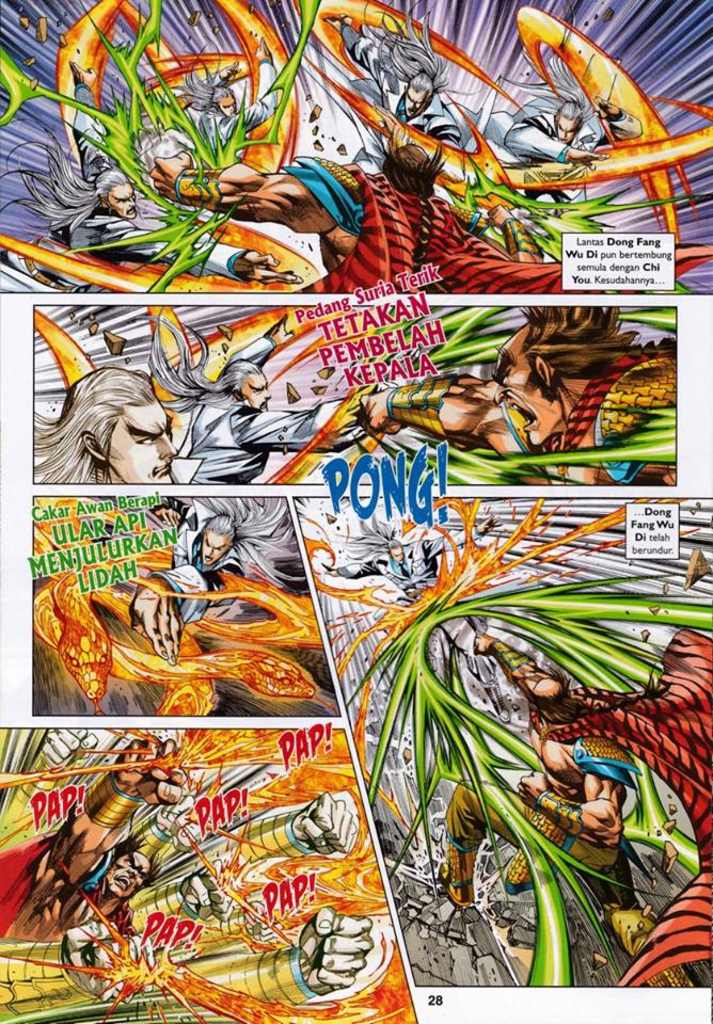 Lantas Dong Fang
Wu Di pun bertembung
semula dengan Chi
You. Kesudahannya...
Pedang Suria Terik
TETAKAN
PEMBELAH
KEPALA
PONG!
Cakar Awan Berapi
ULAR API
MENJULURKAN
LIDAH
...Dong
Fang Wu
Di telah
berundur.
PAP!
PAP!
PAP!
PAP!
PAP!
28